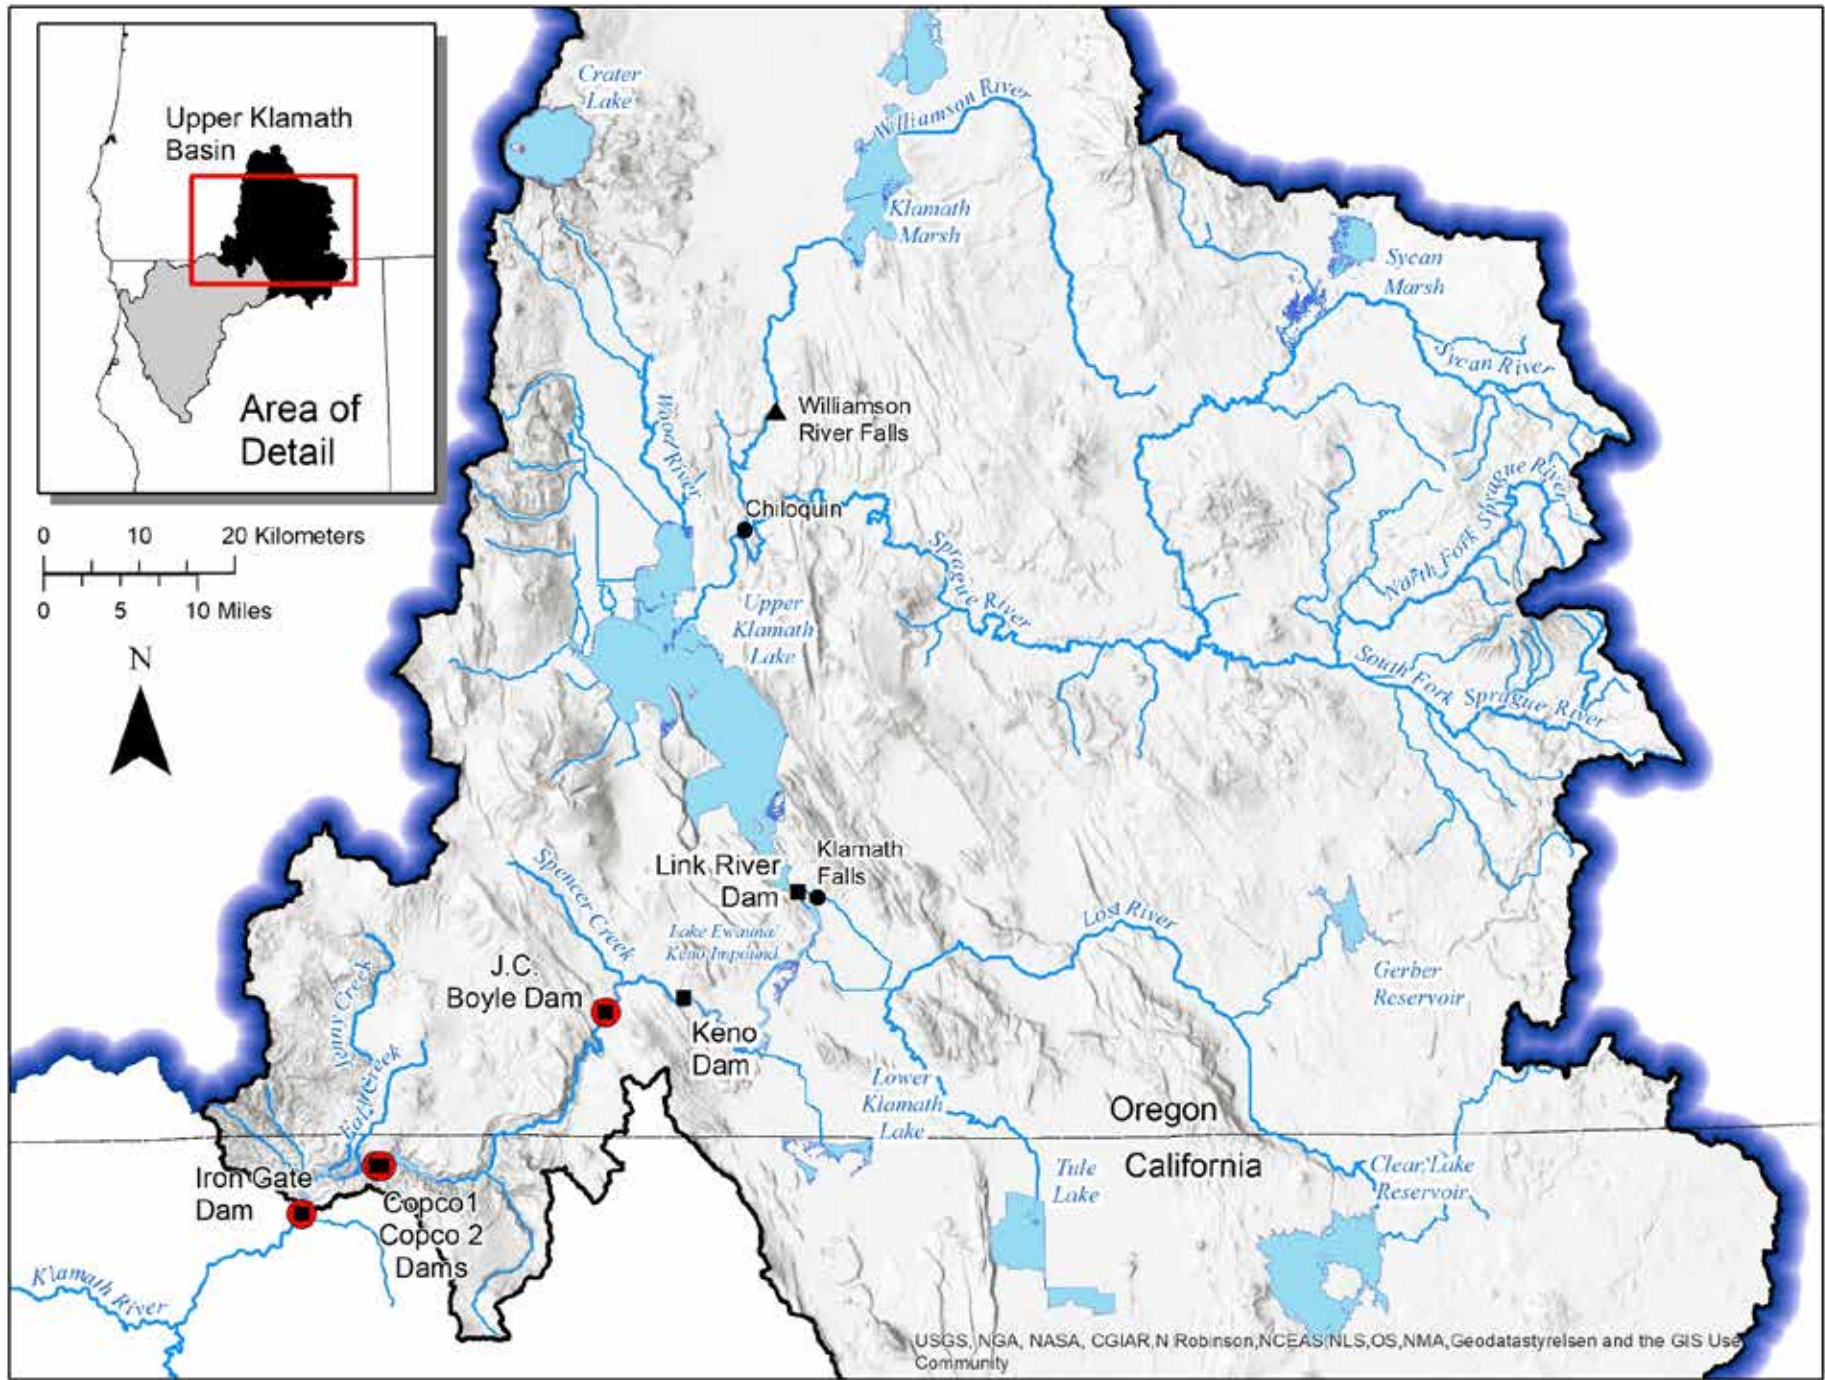 Upper Klamath
Basin
Area of
Detail
0 10 20 Kilometers
0 5 10 Miles
N
Crater
Lake
Williamson River
Klamath
Marsh
Sycan
Marsh
Sycan River
Wood River
Williamson
River Falls
Chiloquin
Sprague River
North Fork Sprague River
South Fork Sprague River
Upper
Klamath
Lake
Link River
Dam
Klamath
Falls
Spencer Creek
Lake Ewauna/
Keno Impound.
Lost River
J.C.
Boyle Dam
Keno
Dam
Gerber
Reservoir
Jenny Creek
Fall Creek
Lower
Klamath
Lake
Oregon
California
Iron Gate
Dam
Copco 1
Copco 2
Dams
Tule
Lake
Clear Lake
Reservoir
Klamath River
USGS, NGA, NASA, CGIAR,N Robinson,NCEAS,NLS,OS,NMA,Geodatastyrelsen and the GIS Use
Community